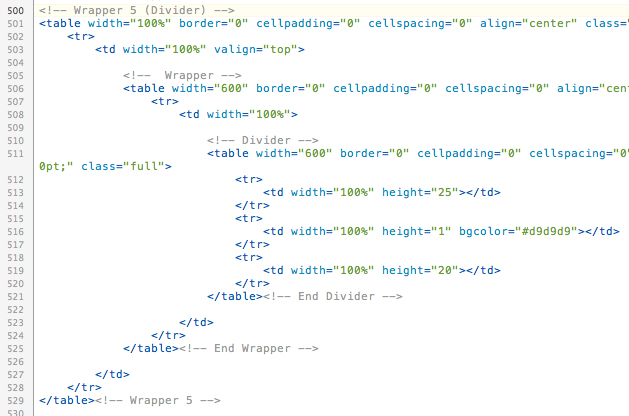 500 <!-- Wrapper 5 (Divider) -->
501 <table width="100%" border="0" cellpadding="0" cellspacing="0" align="center" class="
502 <tr>
503 <td width="100%" valign="top">
504
505 <!--  Wrapper -->
506 <table width="600" border="0" cellpadding="0" cellspacing="0" align="cent
507 <tr>
508 <td width="100%">
509
510 <!-- Divider -->
511 <table width="600" border="0" cellpadding="0" cellspacing="0"
0pt;" class="full">
512 <tr>
513 <td width="100%" height="25"></td>
514 </tr>
515 <tr>
516 <td width="100%" height="1" bgcolor="#d9d9d9"></td>
517 </tr>
518 <tr>
519 <td width="100%" height="20"></td>
520 </tr>
521 </table><!-- End Divider -->
522
523 </td>
524 </tr>
525 </table><!-- End Wrapper -->
526
527 </td>
528 </tr>
529 </table><!-- Wrapper 5 -->
530